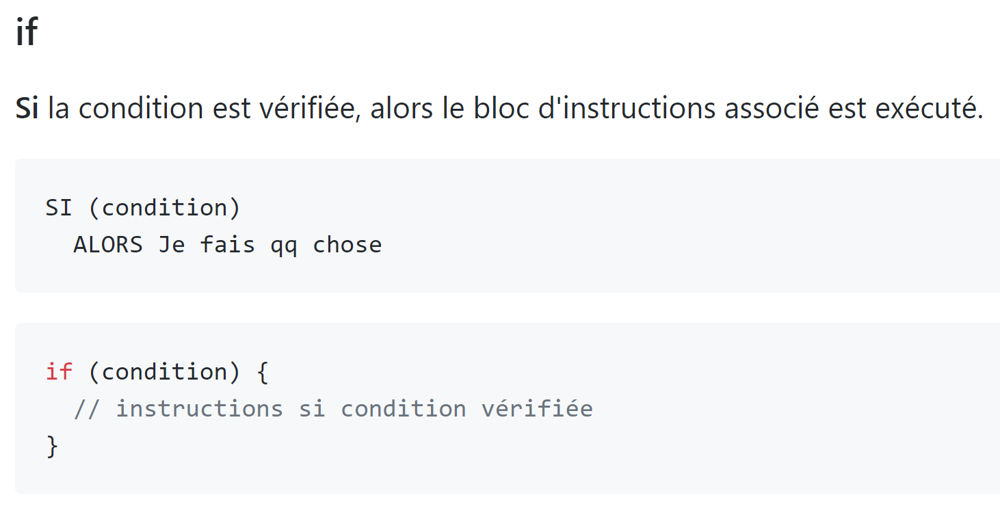 if
Si la condition est vérifiée, alors le bloc d'instructions associé est exécuté.
SI (condition)
  ALORS Je fais qq chose
if (condition) {
  // instructions si condition vérifiée
}